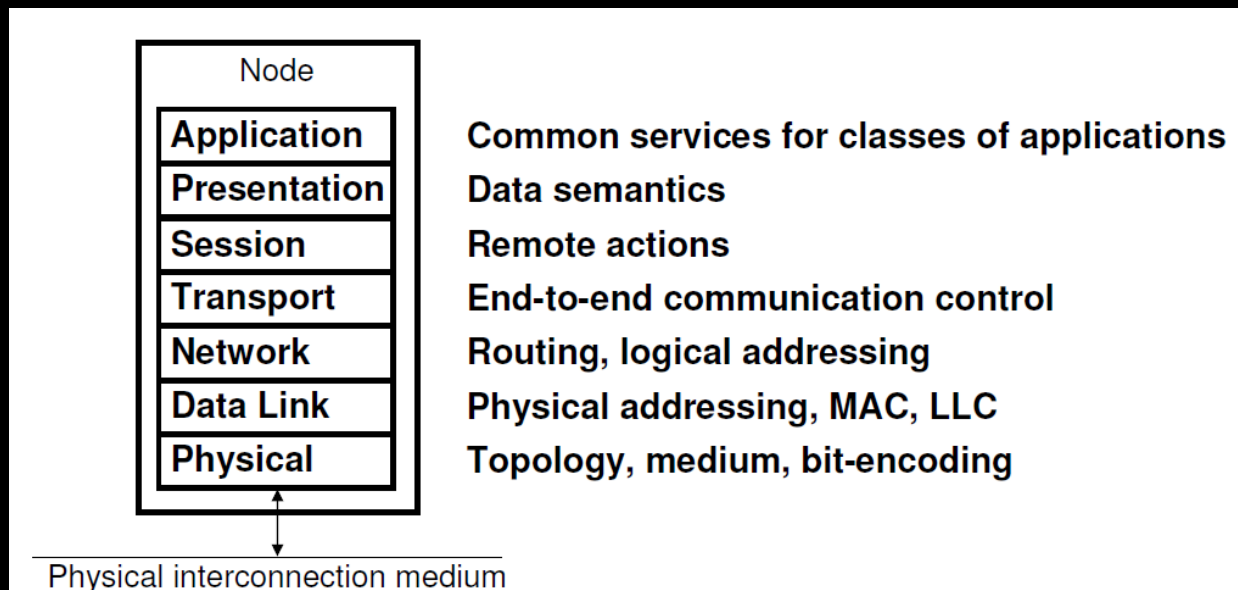 Node
Application Common services for classes of applications
Presentation Data semantics
Session Remote actions
Transport End-to-end communication control
Network Routing, logical addressing
Data Link Physical addressing, MAC, LLC
Physical Topology, medium, bit-encoding
Physical interconnection medium